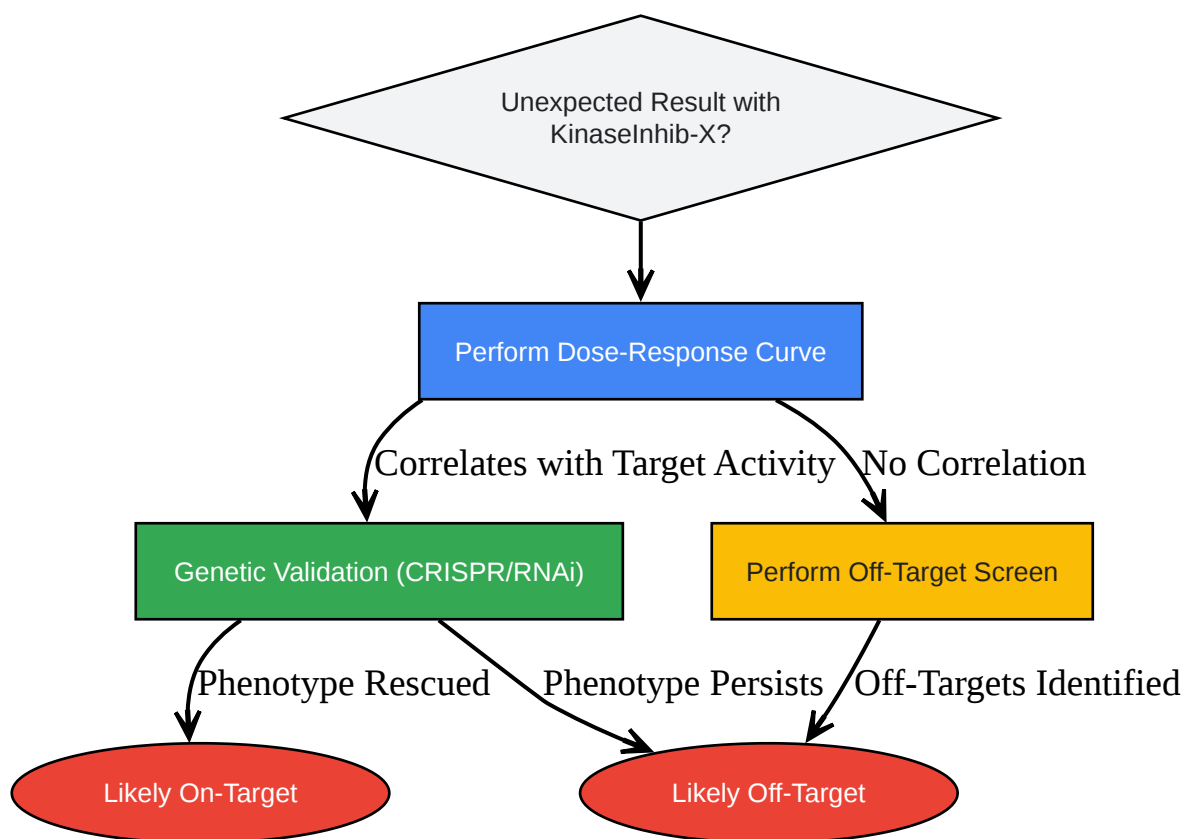 Unexpected Result with
KinaseInhib-X?
Perform Dose-Response Curve
Correlates with Target Activity
No Correlation
Genetic Validation (CRISPR/RNAi)
Perform Off-Target Screen
Phenotype Rescued
Phenotype Persists
Off-Targets Identified
Likely On-Target
Likely Off-Target